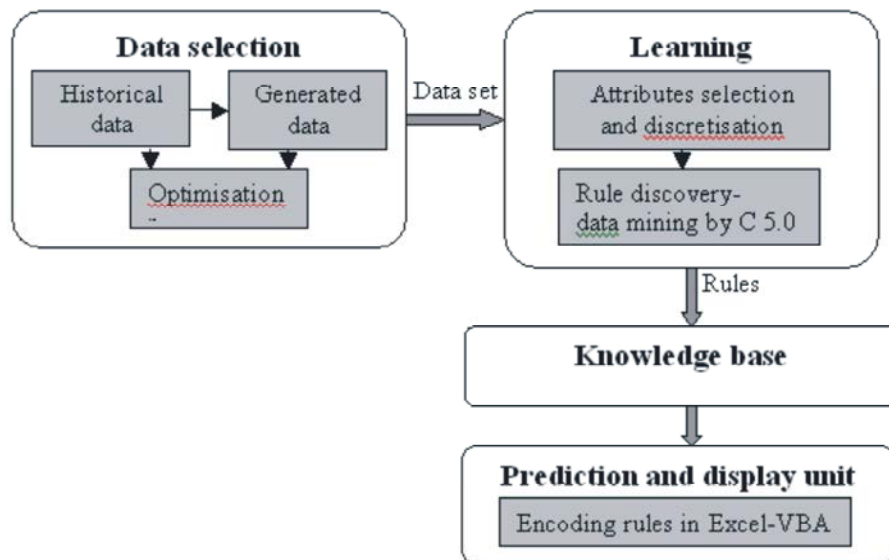 Data selection
Historical
data
Generated
data
Optimisation
..
Data set
Learning
Attributes selection
and discretisation
Rule discovery-
data mining by C 5.0
Rules
Knowledge base
Prediction and display unit
Encoding rules in Excel-VBA